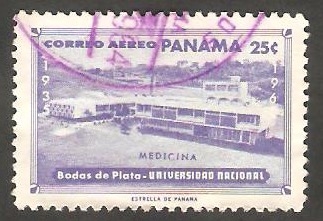 CORREO AEREO PANAMA 25¢
1935 196
MEDICINA
Bodas de Plata-UNIVERSIDAD NACIONAL
ESTRELLA DE PANAMA